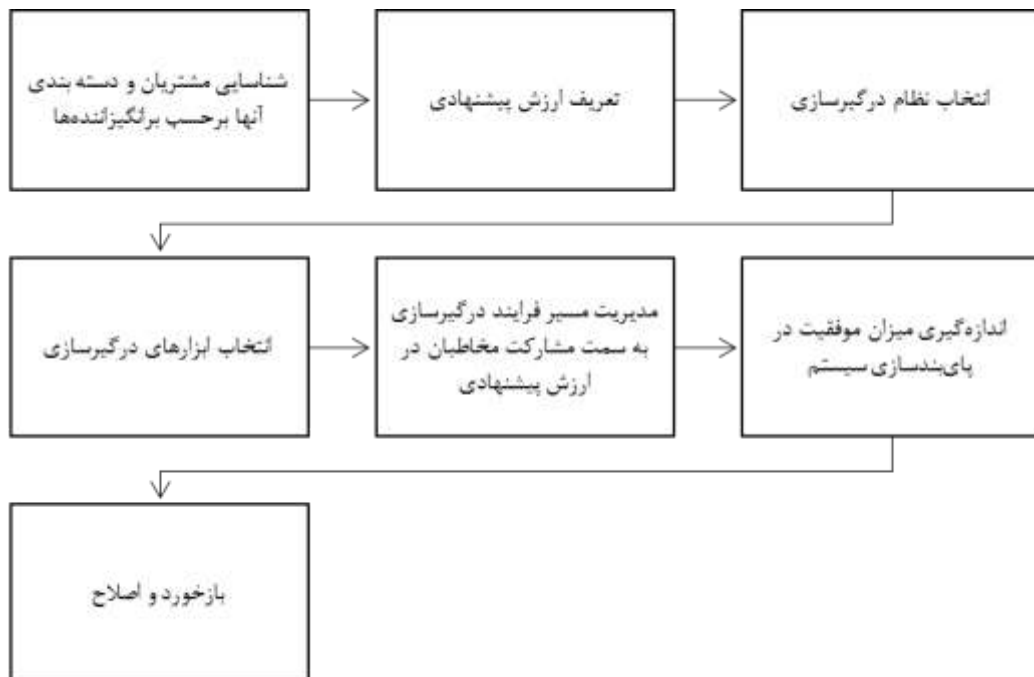 شناسایی مشتریان و دسته بندی
آنها برحسب برانگیزاننده‌ها
تعریف ارزش پیشنهادی
انتخاب نظام درگیرسازی
انتخاب ابزارهای درگیرسازی
مدیریت مسیر فرایند درگیرسازی
به سمت مشارکت مخاطبان در
ارزش پیشنهادی
اندازه‌گیری میزان موفقیت در
پای‌بندسازی سیستم
بازخورد و اصلاح